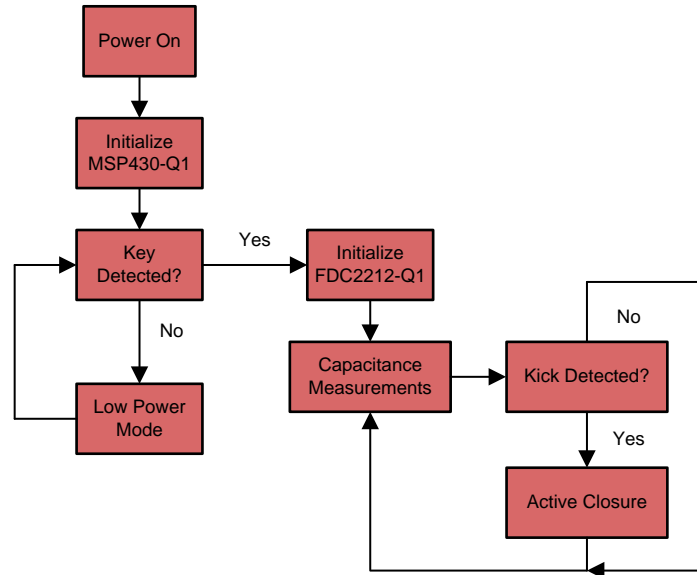 Power On
Initialize
MSP430-Q1
Key
Detected?
Yes
Initialize
FDC2212-Q1
No
Low Power
Mode
Capacitance
Measurements
Kick Detected?
No
Yes
Active Closure